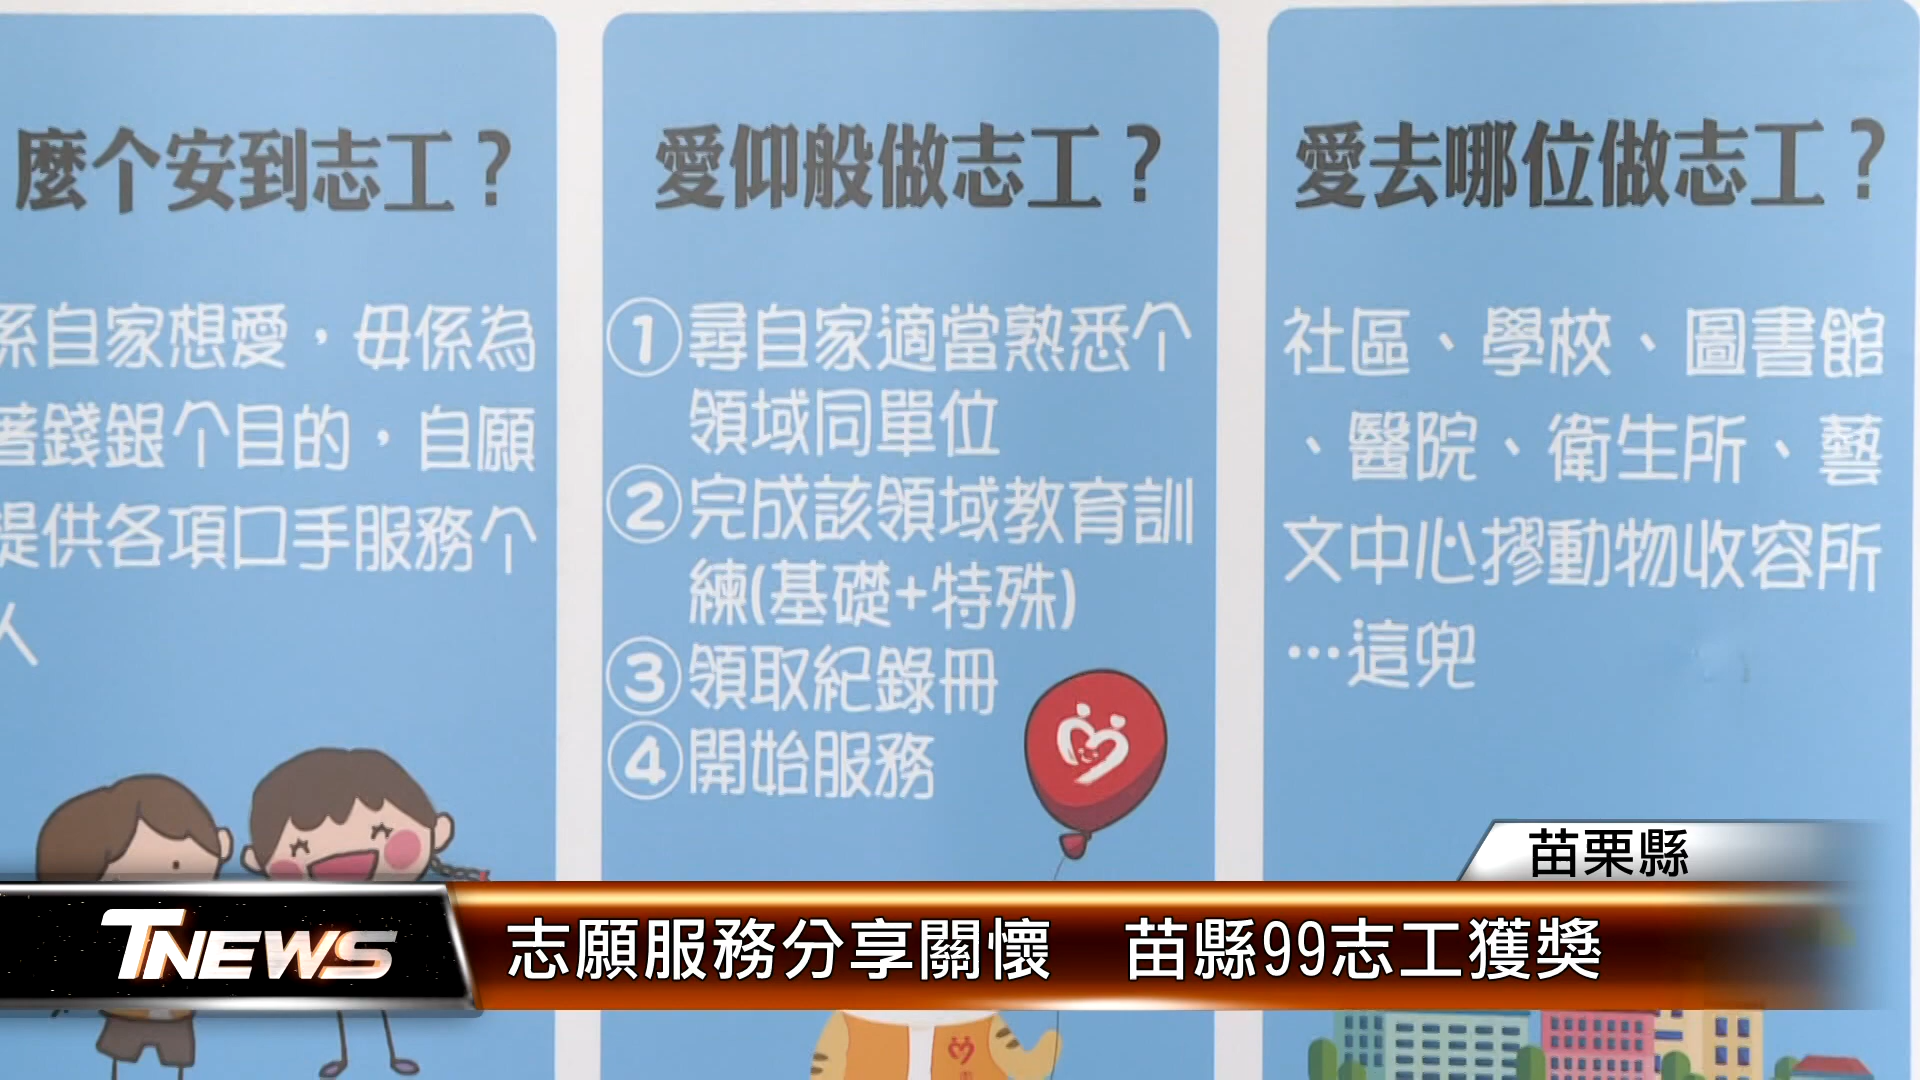 麼个安到志工？
係自家想愛，毋係為
著錢銀个目的，自願
提供各項口手服務个
人
愛仰般做志工？
①尋自家適當熟悉个
領域同單位
②完成該領域教育訓
練(基礎+特殊)
③領取紀錄冊
④開始服務
愛去哪位做志工？
社區、學校、圖書館
、醫院、衛生所、藝
文中心摎動物收容所
…這兜
苗栗縣
TNEWS
志願服務分享關懷　苗縣99志工獲獎